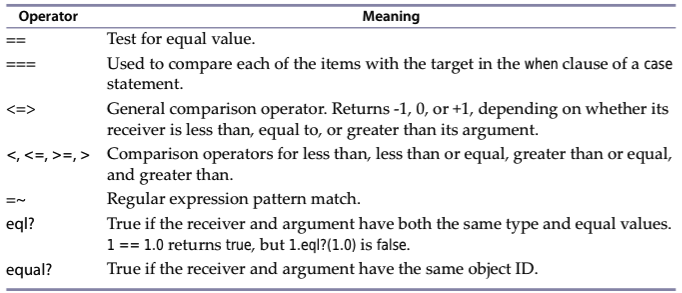 Operator Meaning
== Test for equal value.
=== Used to compare each of the items with the target in the when clause of a case
statement.
<=> General comparison operator. Returns -1, 0, or +1, depending on whether its
receiver is less than, equal to, or greater than its argument.
<, <=, >=, > Comparison operators for less than, less than or equal, greater than or equal,
and greater than.
=~ Regular expression pattern match.
eql? True if the receiver and argument have both the same type and equal values.
1 == 1.0 returns true, but 1.eql?(1.0) is false.
equal? True if the receiver and argument have the same object ID.